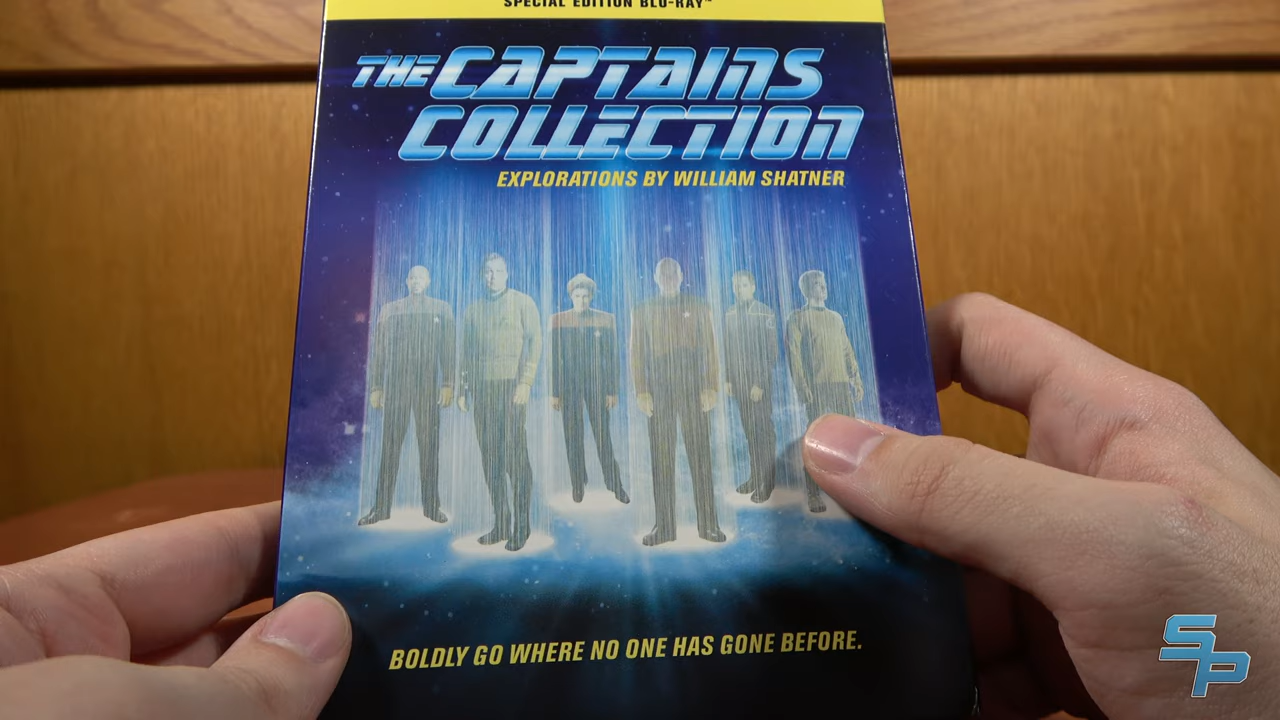 SPECIAL EDITION BLU-RAY™
THE CAPTAINS
COLLECTION
EXPLORATIONS BY WILLIAM SHATNER
BOLDLY GO WHERE NO ONE HAS GONE BEFORE.
SP